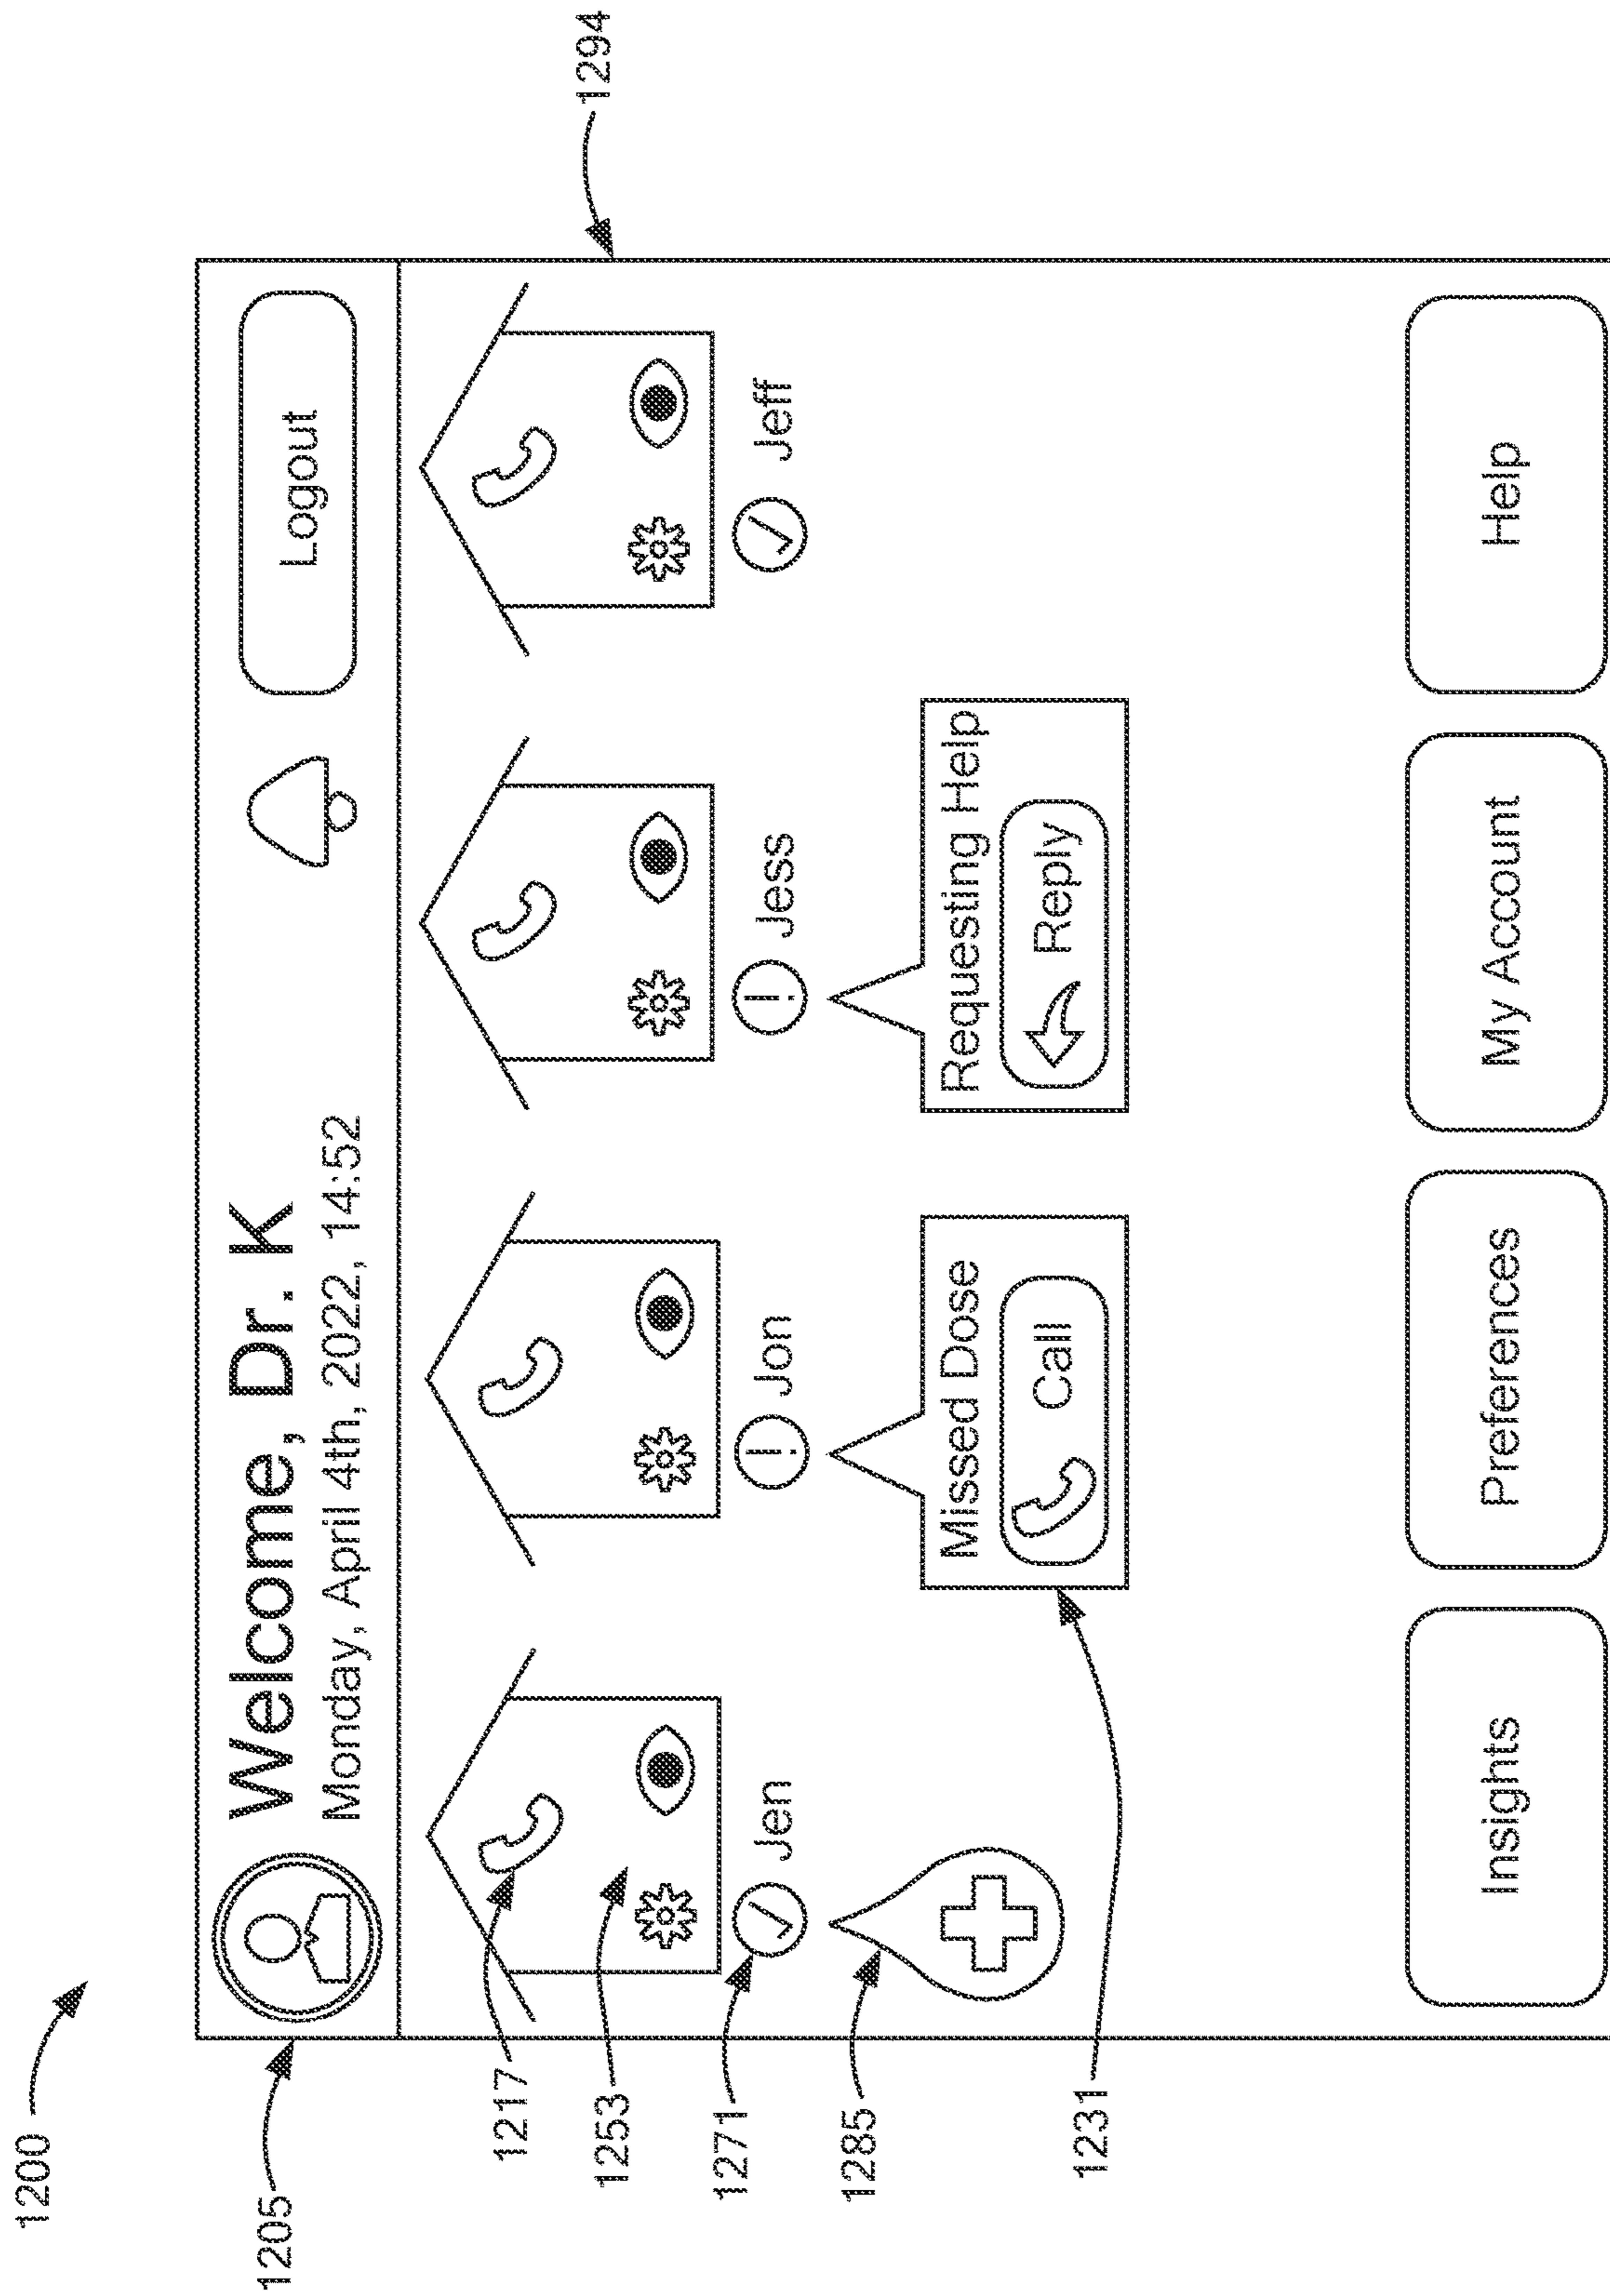 1200
1205
Welcome, Dr. K
Monday, April 4th, 2022, 14:52
Logout
1294
1217
1253
1271
Jen
! Jon
! Jess
Jeff
1285
1231
Missed Dose
Call
Requesting Help
Reply
Insights
Preferences
My Account
Help